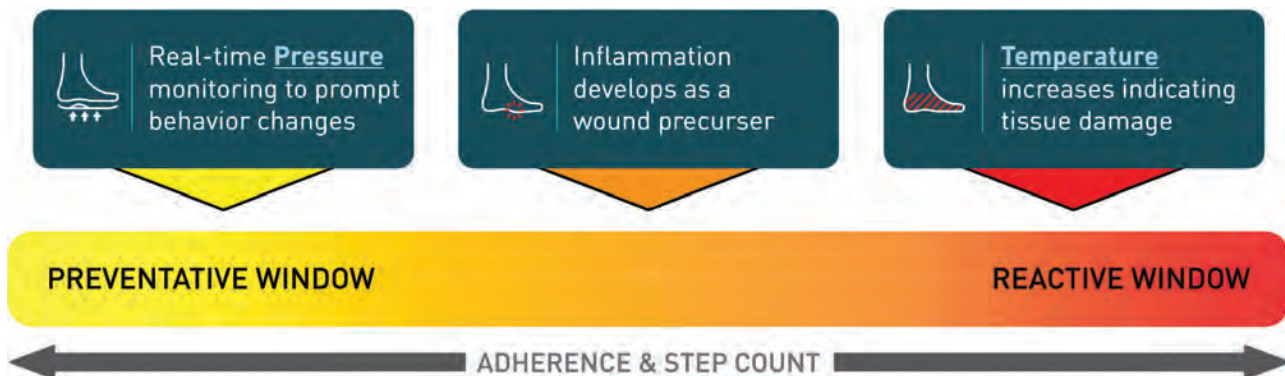 Real-time Pressure
monitoring to prompt
behavior changes
Inflammation
develops as a
wound precurser
Temperature
increases indicating
tissue damage
PREVENTATIVE WINDOW
REACTIVE WINDOW
ADHERENCE & STEP COUNT